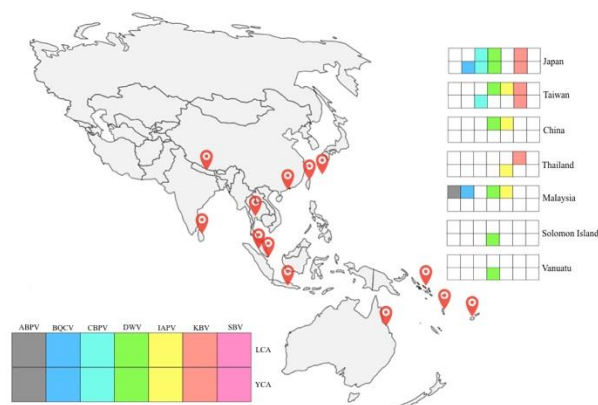 Japan
Taiwan
China
Thailand
Malaysia
Solomon Island
Vanuatu
ABPV BQCV CBPV DWV IAPV KBV SBV
LCA
YCA